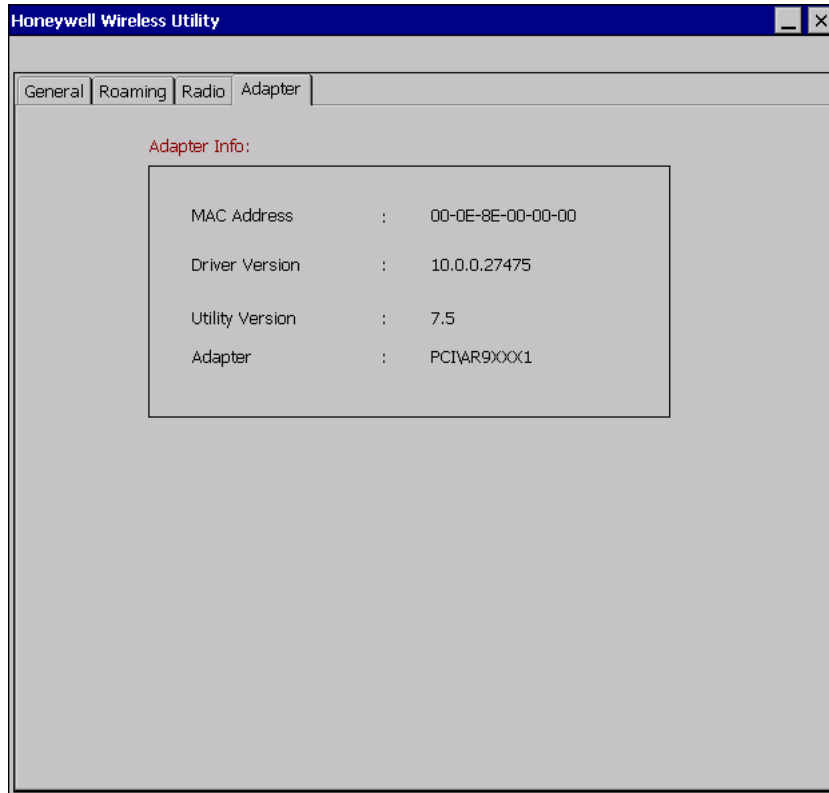 Honeywell Wireless Utility
General Roaming Radio Adapter
Adapter Info:
MAC Address : 00-0E-8E-00-00-00
Driver Version : 10.0.0.27475
Utility Version : 7.5
Adapter : PCI\AR9XXX1